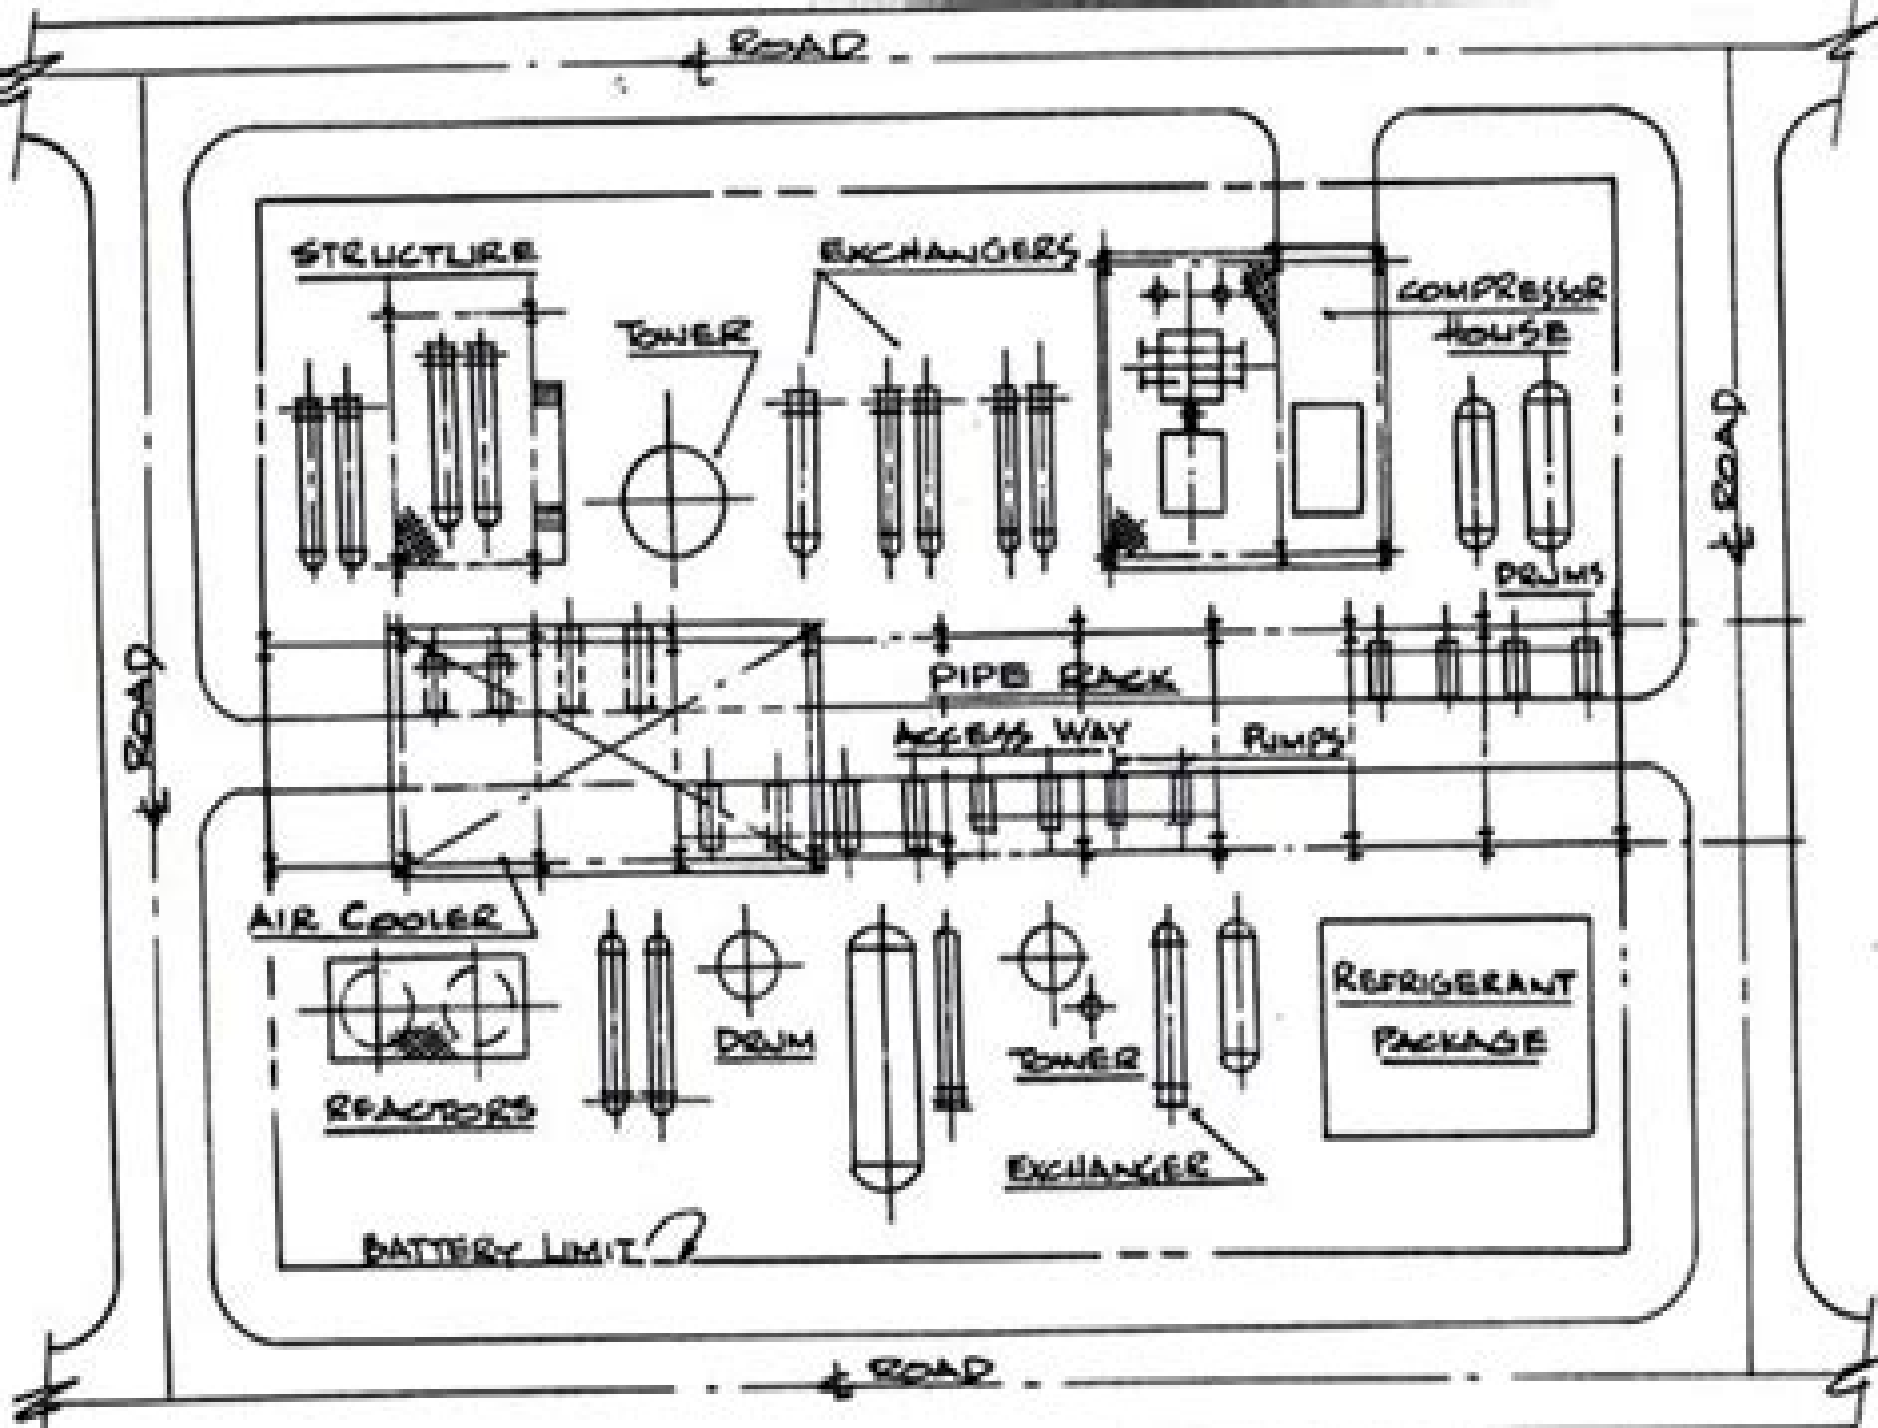 ROAD
STRUCTURE
EXCHANGERS
COMPRESSOR
HOUSE
TOWER
ROAD
DRUMS
ROAD
PIPE RACK
ACCESS WAY
PUMPS
AIR COOLER
REFRIGERANT
PACKAGE
DRUM
TOWER
REACTORS
EXCHANGER
BATTERY LIMIT
ROAD